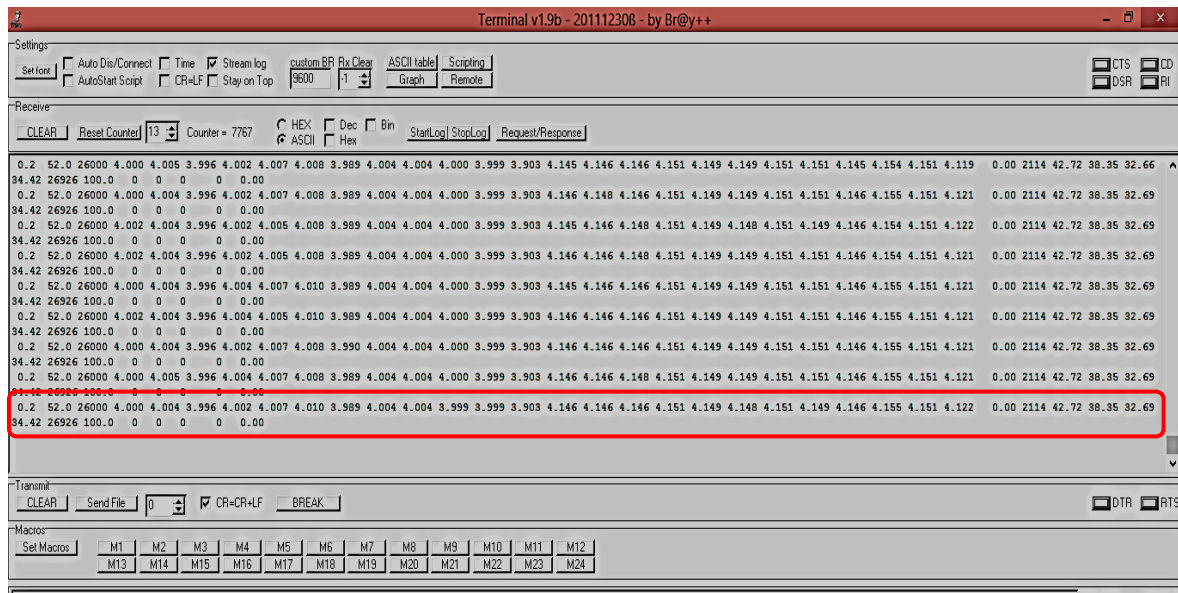 Terminal v1.9b - 20111230ß - by Br@y++
Settings
Set font Auto Dis/Connect Time Stream log custom BR Rx Clear ASCII table Scripting CTS CD
AutoStart Script CR=LF Stay on Top 9600 -1 Graph Remote DSR RI
Receive
CLEAR Reset Counter 13 Counter = 7767 HEX Dec Bin StartLog StopLog Request/Response
ASCII Hex
0.2 52.0 26000 4.000 4.005 3.996 4.002 4.007 4.008 3.989 4.004 4.004 4.000 3.999 3.903 4.145 4.146 4.146 4.151 4.149 4.149 4.151 4.151 4.145 4.154 4.151 4.119 0.00 2114 42.72 38.35 32.66
34.42 26926 100.0 0 0 0 0 0.00
0.2 52.0 26000 4.000 4.004 3.996 4.002 4.007 4.008 3.989 4.004 4.004 4.000 3.999 3.903 4.146 4.148 4.146 4.151 4.149 4.149 4.151 4.151 4.146 4.155 4.151 4.121 0.00 2114 42.72 38.35 32.69
34.42 26926 100.0 0 0 0 0 0.00
0.2 52.0 26000 4.002 4.004 3.996 4.002 4.005 4.008 3.989 4.004 4.004 4.000 3.999 3.903 4.145 4.146 4.148 4.151 4.149 4.148 4.151 4.149 4.148 4.154 4.151 4.122 0.00 2114 42.72 38.35 32.69
34.42 26926 100.0 0 0 0 0 0.00
0.2 52.0 26000 4.002 4.004 3.996 4.002 4.005 4.008 3.989 4.004 4.004 4.000 3.999 3.903 4.146 4.146 4.148 4.151 4.149 4.149 4.151 4.151 4.146 4.154 4.151 4.121 0.00 2114 42.72 38.35 32.69
34.42 26926 100.0 0 0 0 0 0.00
0.2 52.0 26000 4.000 4.004 3.996 4.002 4.007 4.010 3.989 4.004 4.004 4.000 3.999 3.903 4.145 4.146 4.146 4.151 4.149 4.149 4.151 4.151 4.146 4.155 4.151 4.121 0.00 2114 42.72 38.35 32.69
34.42 26926 100.0 0 0 0 0 0.00
0.2 52.0 26000 4.002 4.004 3.996 4.004 4.005 4.010 3.989 4.004 4.004 4.000 3.999 3.903 4.146 4.146 4.146 4.151 4.149 4.149 4.151 4.151 4.146 4.155 4.151 4.122 0.00 2114 42.72 38.35 32.69
34.42 26926 100.0 0 0 0 0 0.00
0.2 52.0 26000 4.000 4.004 3.996 4.002 4.007 4.008 3.990 4.004 4.004 4.000 3.999 3.903 4.146 4.146 4.146 4.151 4.149 4.149 4.151 4.151 4.146 4.155 4.151 4.121 0.00 2114 42.72 38.35 32.69
34.42 26926 100.0 0 0 0 0 0.00
0.2 52.0 26000 4.000 4.005 3.996 4.004 4.007 4.008 3.989 4.004 4.004 4.000 3.999 3.903 4.146 4.146 4.148 4.151 4.149 4.149 4.151 4.151 4.146 4.155 4.151 4.121 0.00 2114 42.72 38.35 32.69
34.42 26926 100.0 0 0 0 0 0.00
0.2 52.0 26000 4.000 4.004 3.996 4.002 4.007 4.010 3.989 4.004 4.004 3.999 3.999 3.903 4.146 4.146 4.146 4.151 4.149 4.148 4.151 4.149 4.146 4.155 4.151 4.122 0.00 2114 42.72 38.35 32.69
34.42 26926 100.0 0 0 0 0 0.00
Transmit
CLEAR Send File 0 CR=CR+LF BREAK DTR RTS
Macros
Set Macros M1 M2 M3 M4 M5 M6 M7 M8 M9 M10 M11 M12
M13 M14 M15 M16 M17 M18 M19 M20 M21 M22 M23 M24